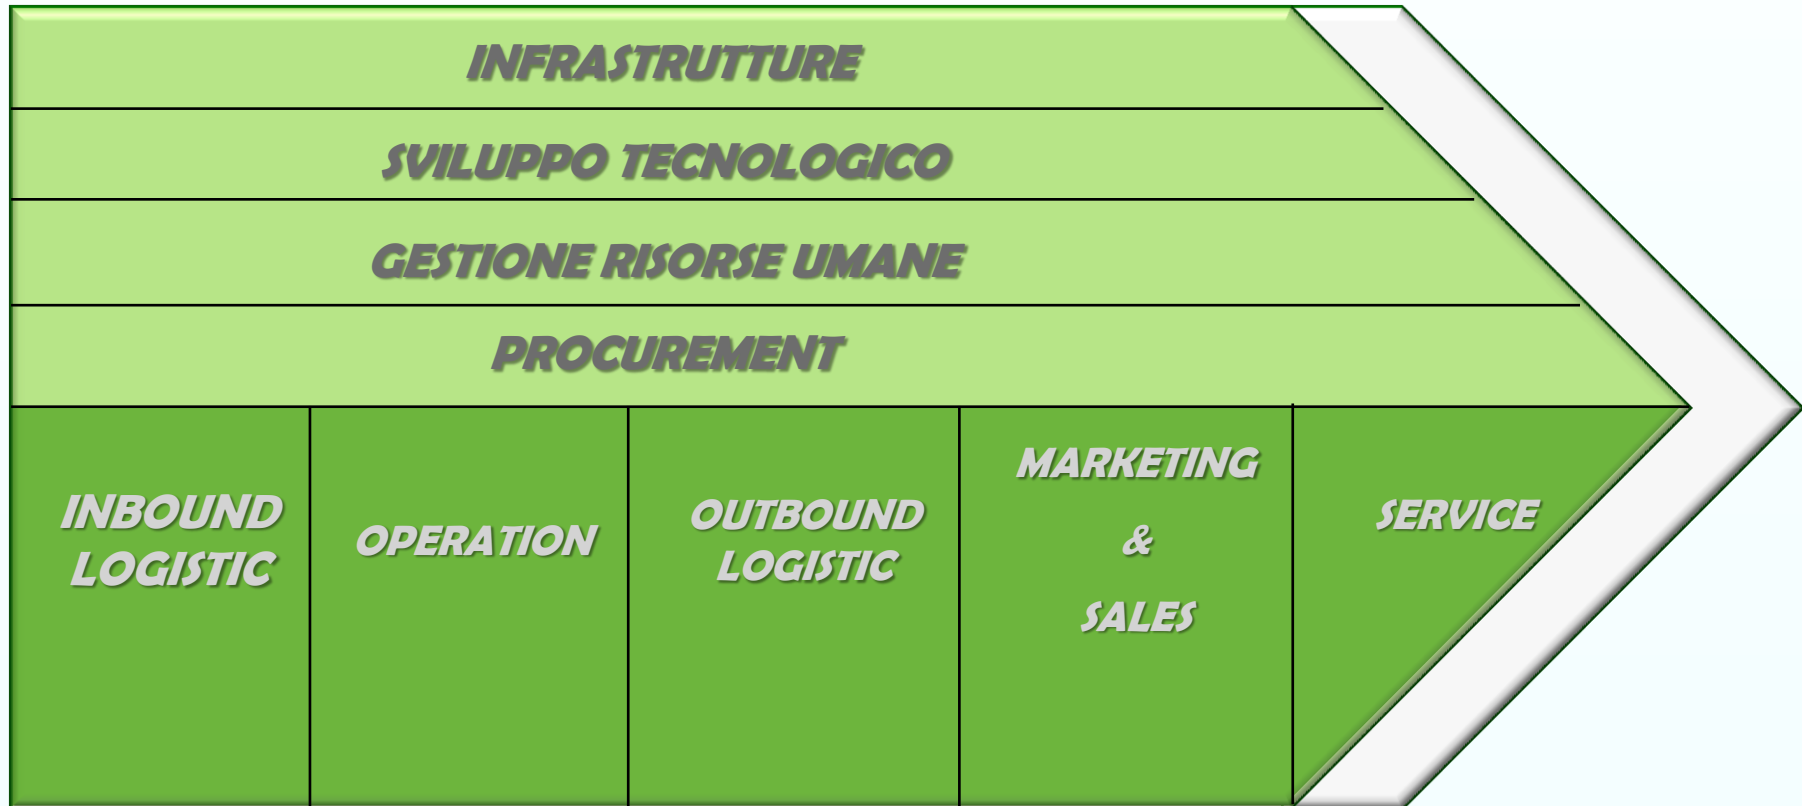 INFRASTRUTTURE
SVILUPPO TECNOLOGICO
GESTIONE RISORSE UMANE
PROCUREMENT
INBOUND
LOGISTIC
OPERATION
OUTBOUND
LOGISTIC
MARKETING
&
SALES
SERVICE